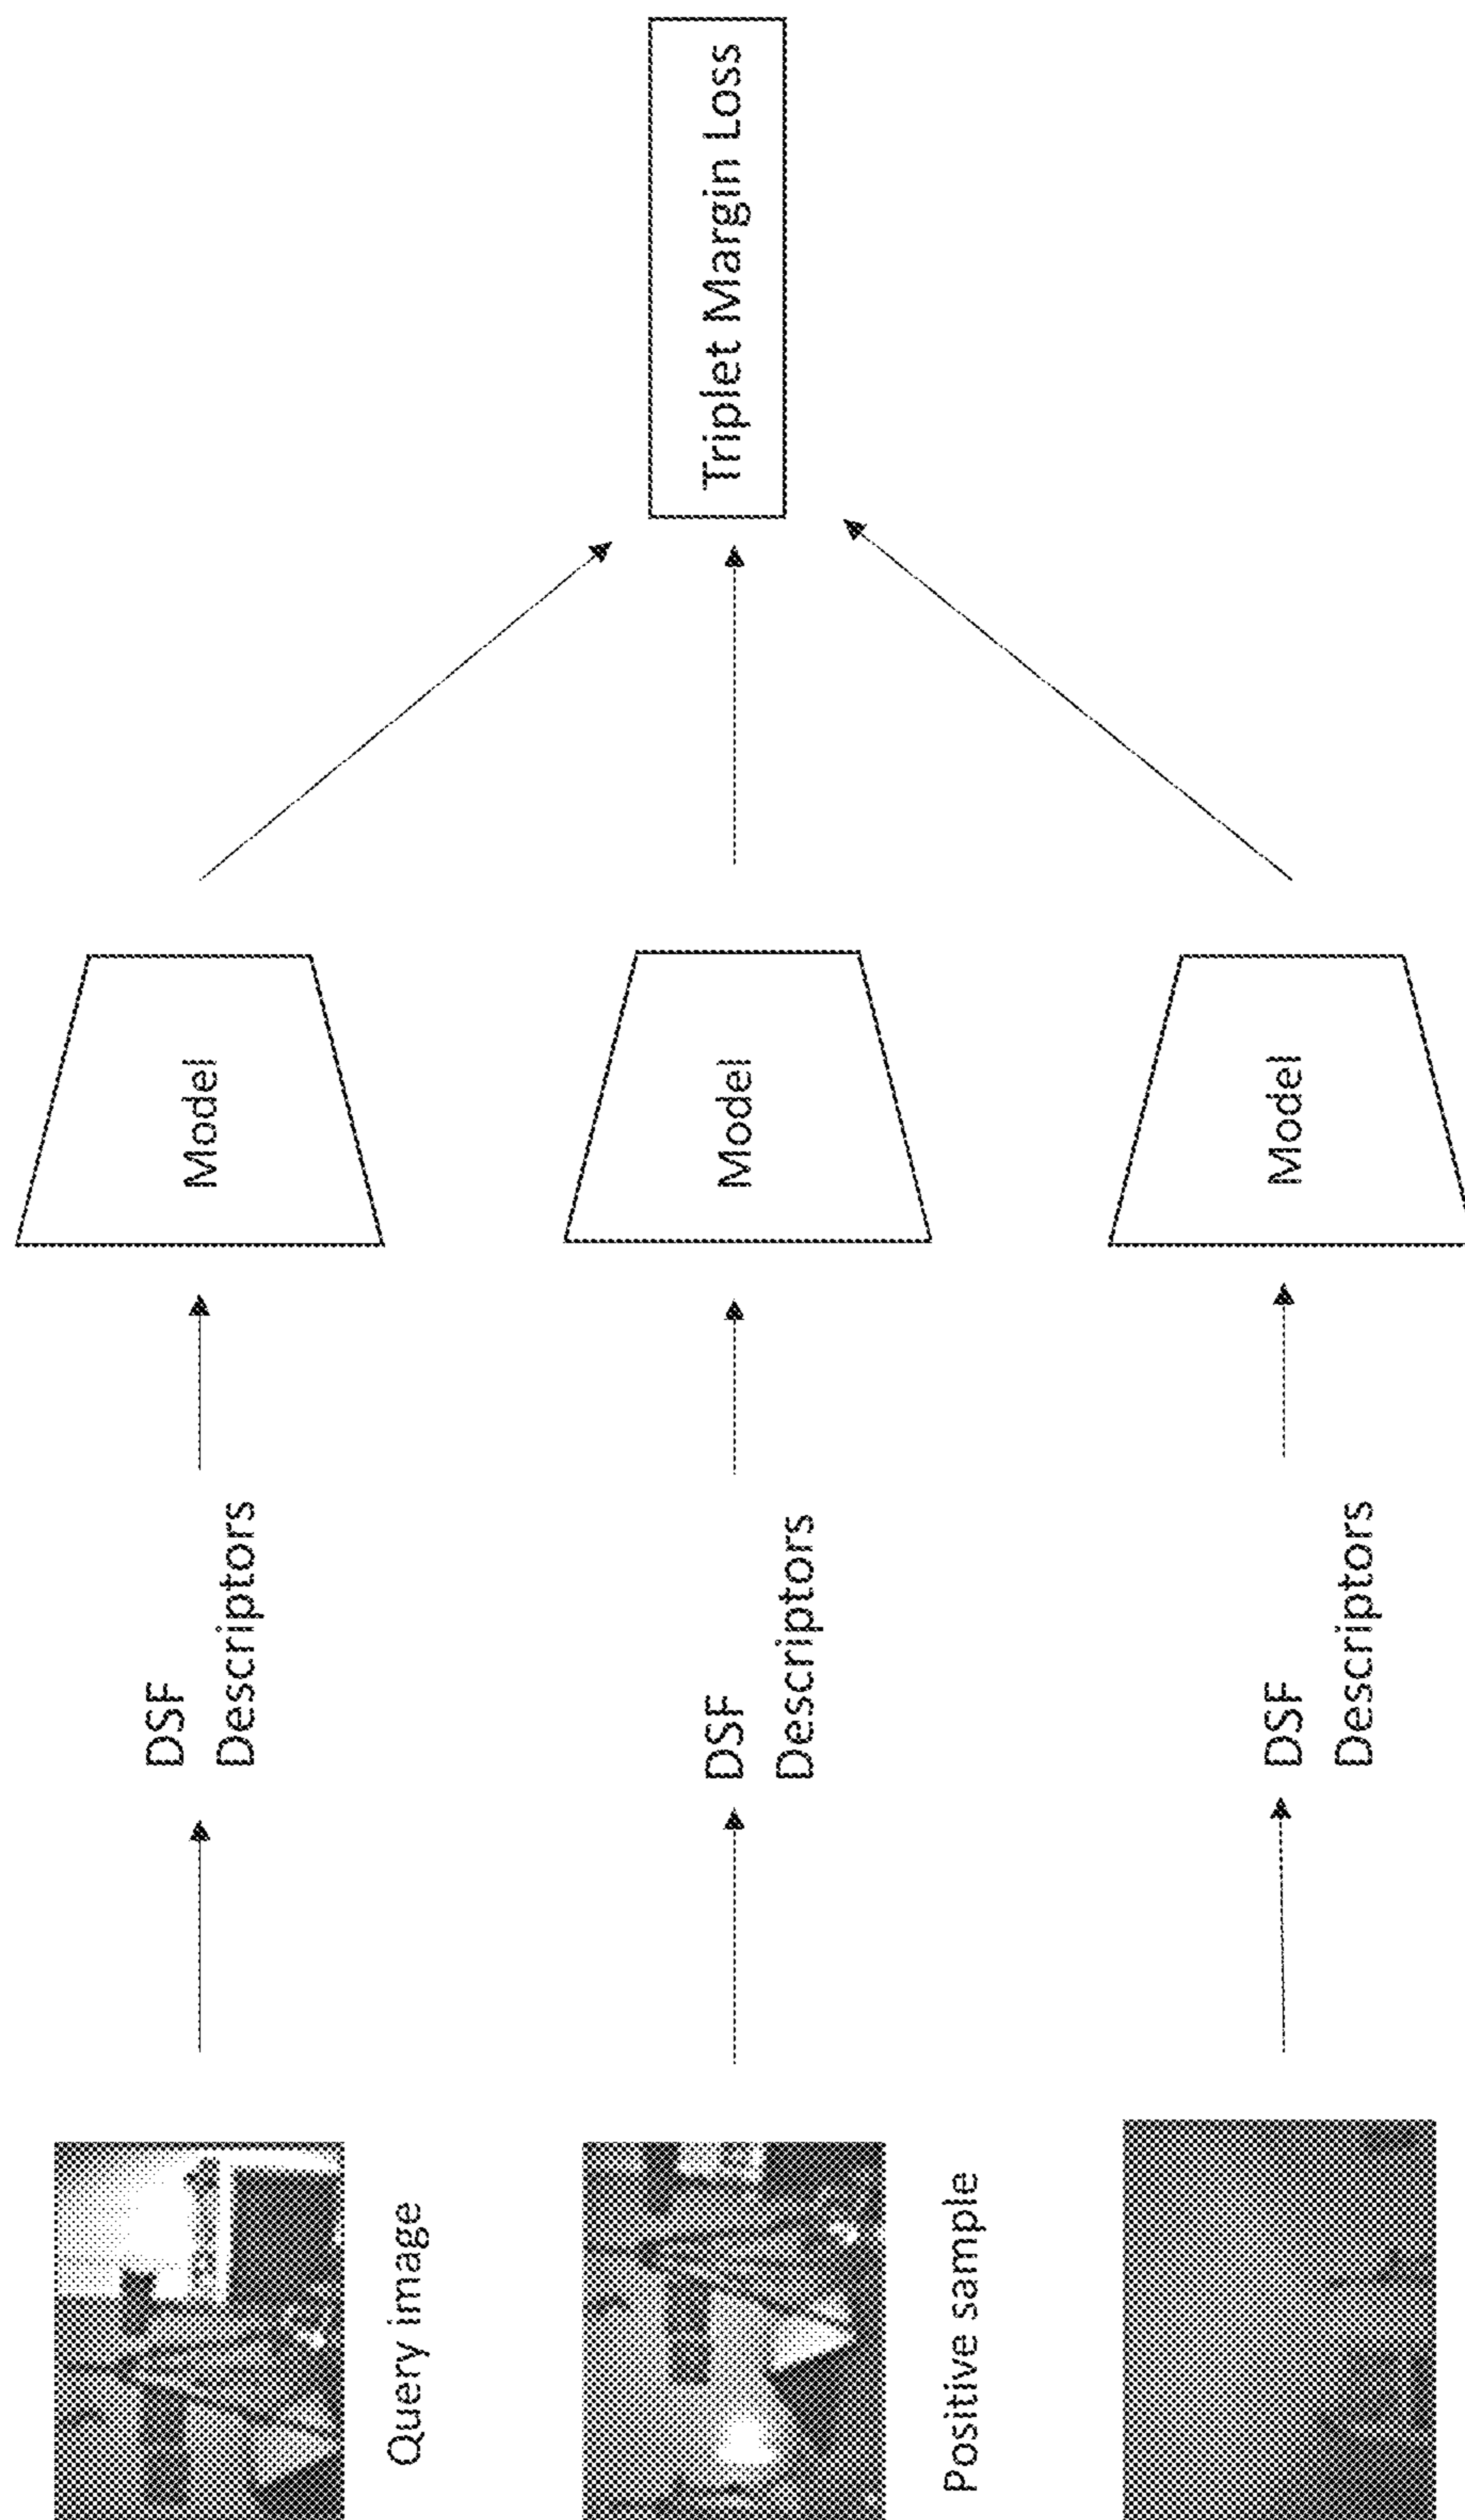 Query image
DSF
Descriptors
Model
Positive sample
DSF
Descriptors
Model
DSF
Descriptors
Model
Triplet Margin Loss